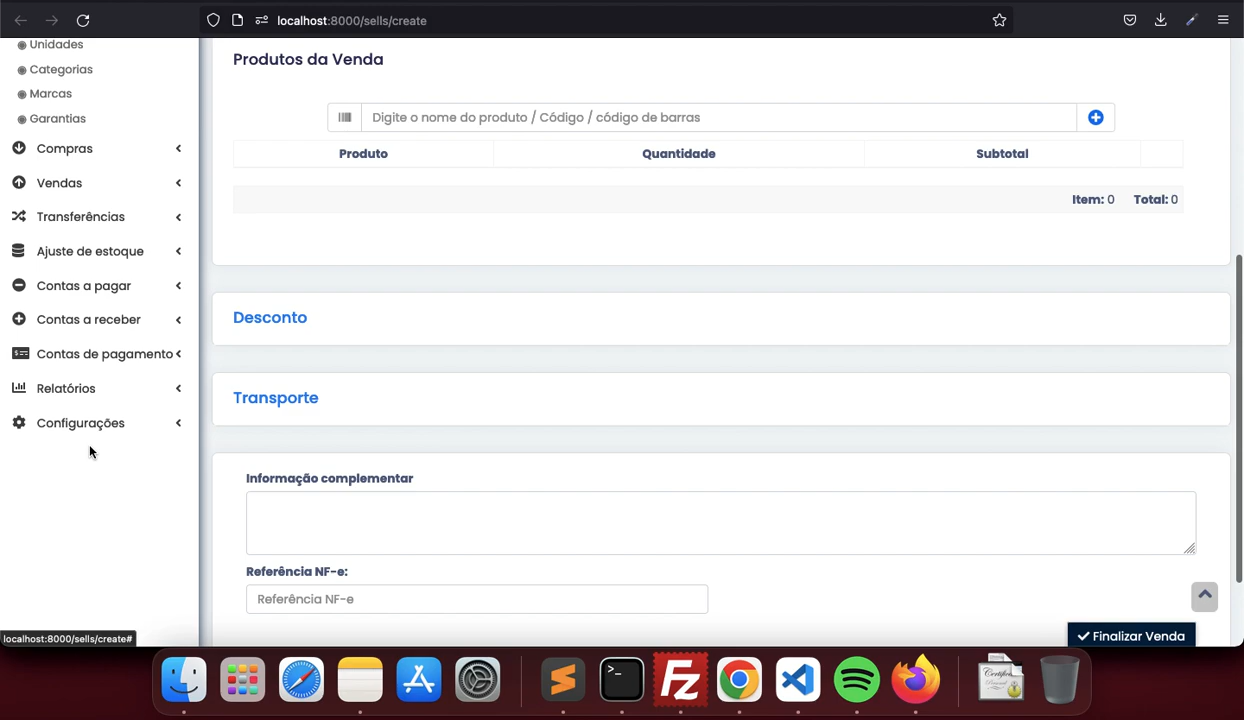 localhost:8000/sells/create
Unidades
Categorias
Marcas
Garantias
Compras
Vendas
Transferências
Ajuste de estoque
Contas a pagar
Contas a receber
Contas de pagamento
Relatórios
Configurações
localhost:8000/sells/create#
Produtos da Venda
Digite o nome do produto / Código / código de barras
Produto Quantidade Subtotal
Item: 0 Total: 0
Desconto
Transporte
Informação complementar
Referência NF-e:
Referência NF-e
Finalizar Venda